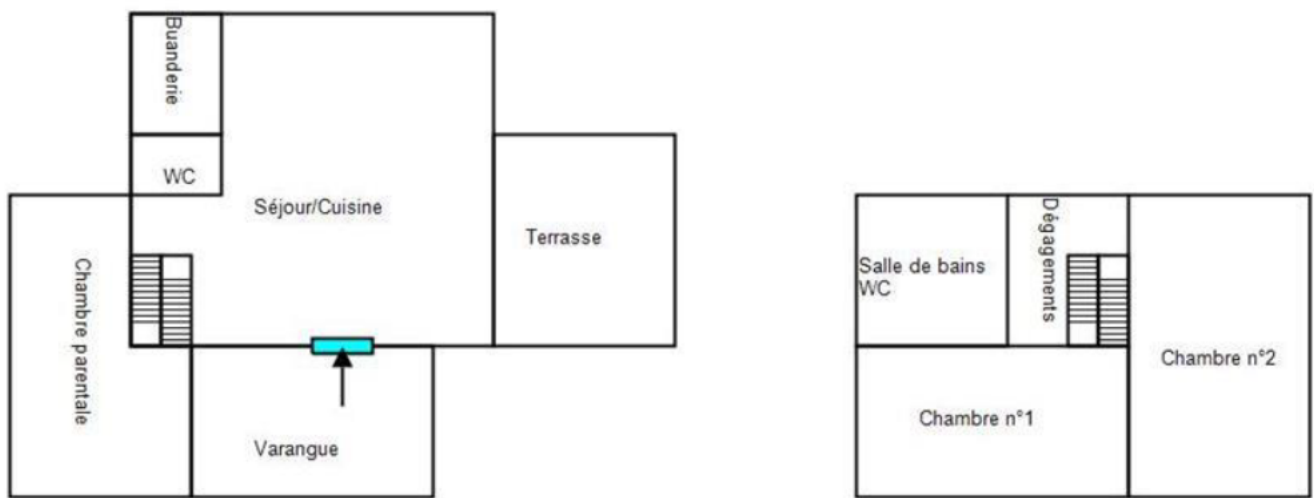 Buanderie
WC
Séjour/Cuisine
Terrasse
Chambre parentale
Varangue
Dégagements
Salle de bains
WC
Chambre n°2
Chambre n°1